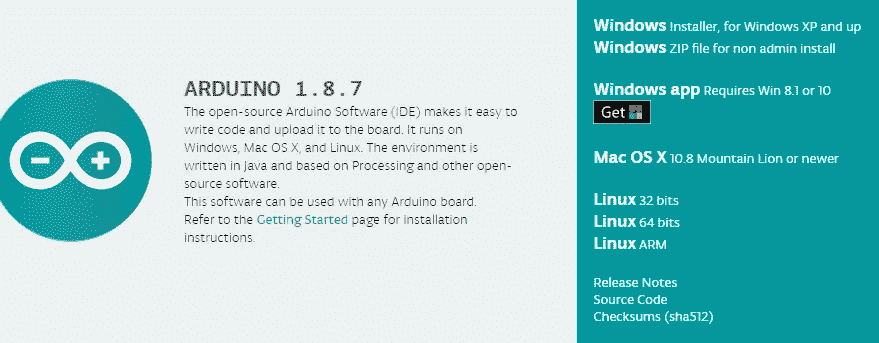 ARDUINO 1.8.7
The open-source Arduino Software (IDE) makes it easy to
write code and upload it to the board. It runs on
Windows, Mac OS X, and Linux. The environment is
written in Java and based on Processing and other open-
source software.
This software can be used with any Arduino board.
Refer to the Getting Started page for Installation
instructions.
Windows Installer, for Windows XP and up
Windows ZIP file for non admin install
Windows app Requires Win 8.1 or 10
Get
Mac OS X 10.8 Mountain Lion or newer
Linux 32 bits
Linux 64 bits
Linux ARM
Release Notes
Source Code
Checksums (sha512)